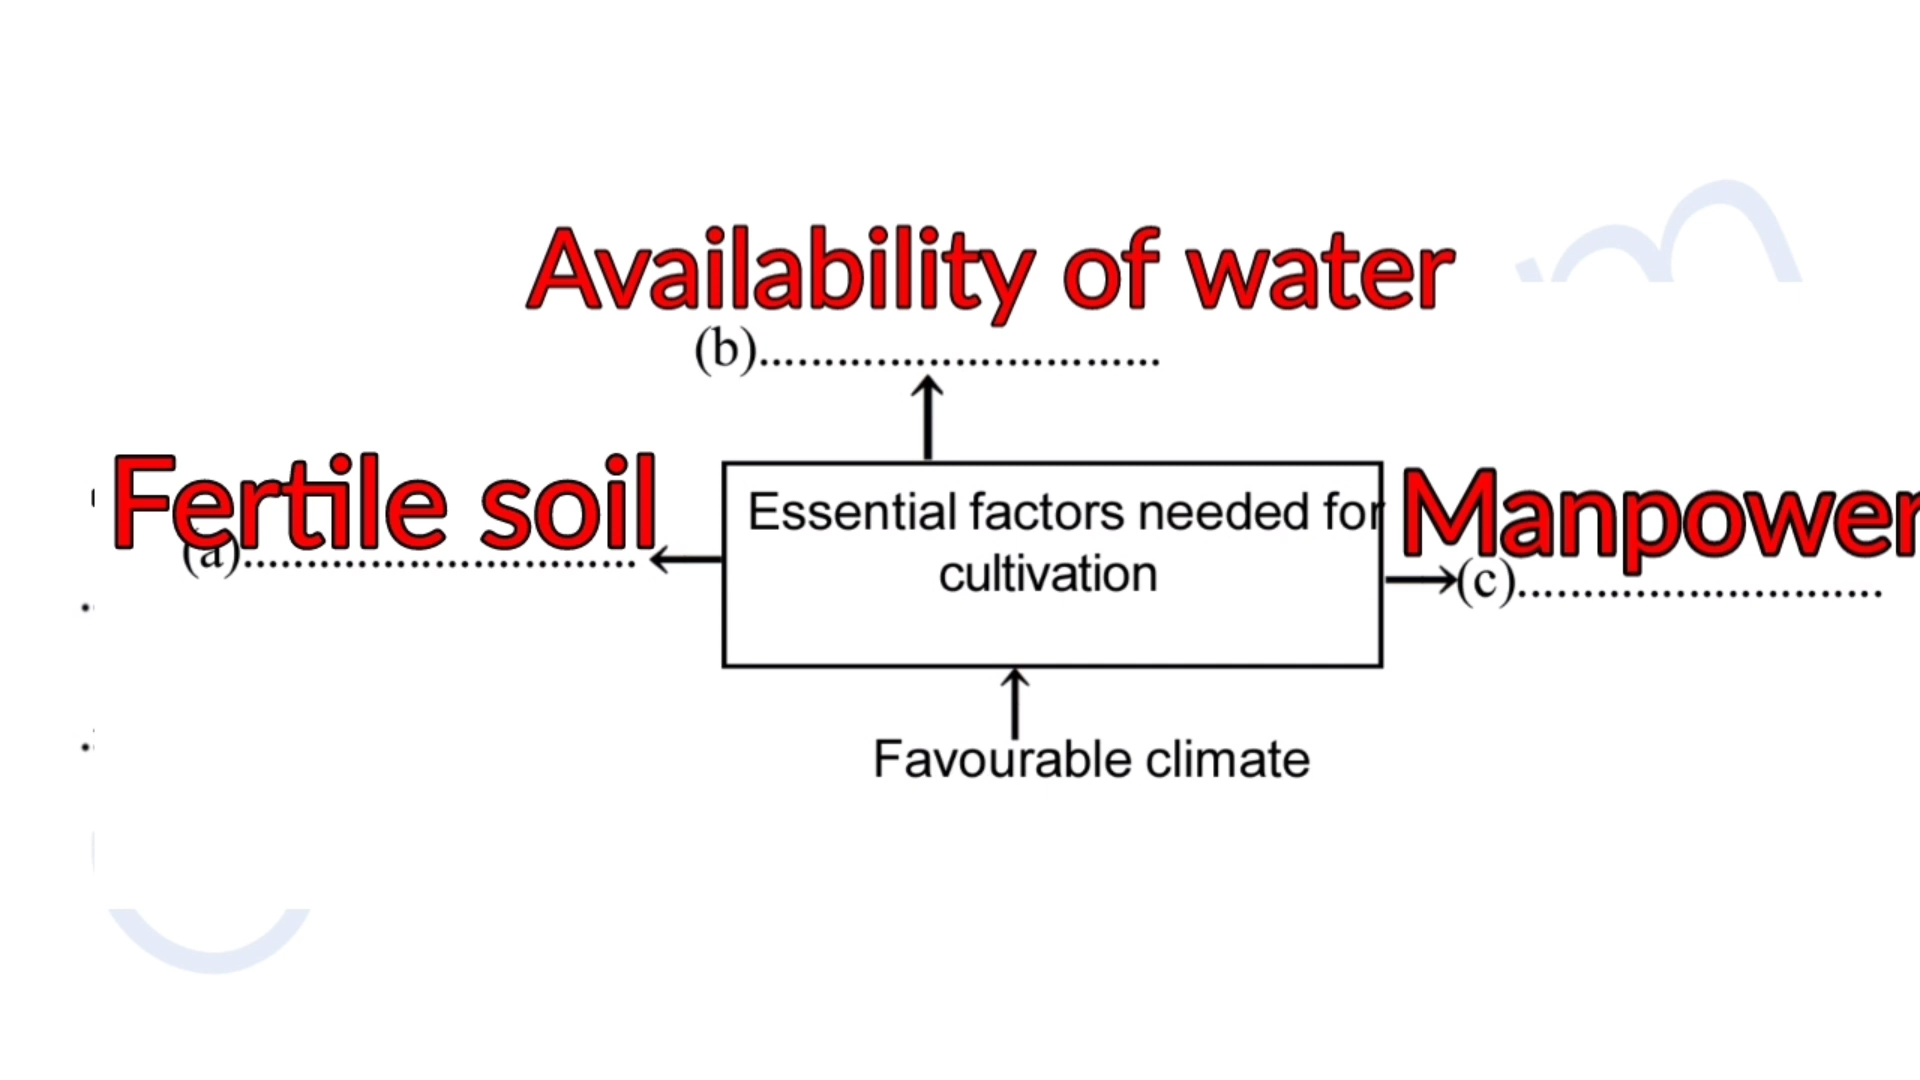 Availability of water
(b)...............................
Fertile soil
(a)..............................
Essential factors needed for
cultivation
Manpower
(c)............................
Favourable climate